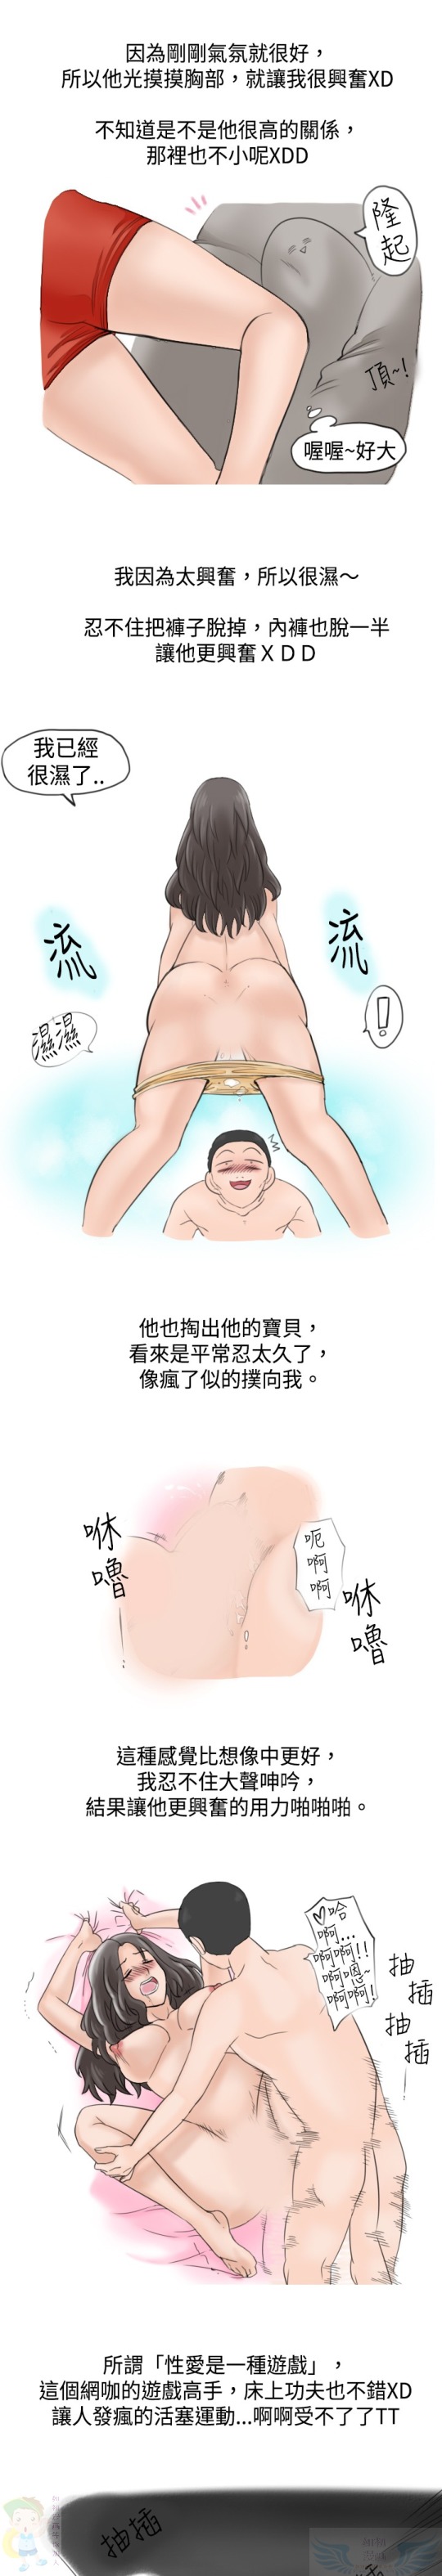 因為剛剛氣氛就很好，
所以他光摸摸胸部，就讓我很興奮XD
不知道是不是他很高的關係，
那裡也不小呢XDD
隆起
頂~!
喔喔~好大
我因為太興奮，所以很濕～
忍不住把褲子脫掉，內褲也脫一半
讓他更興奮ＸＤＤ
我已經
很濕了..
流
流
濕濕
!
他也掏出他的寶貝，
看來是平常忍太久了，
像瘋了似的撲向我。
咻嚕
呃啊啊
咻嚕
這種感覺比想像中更好，
我忍不住大聲呻吟，
結果讓他更興奮的用力啪啪啪。
♡哈
啊...
啊啊!!
啊嗯~
啊啊!
抽插
抽插
所謂「性愛是一種遊戲」，
這個網咖的遊戲高手，床上功夫也不錯XD
讓人發瘋的活塞運動...啊啊受不了了TT
抽插